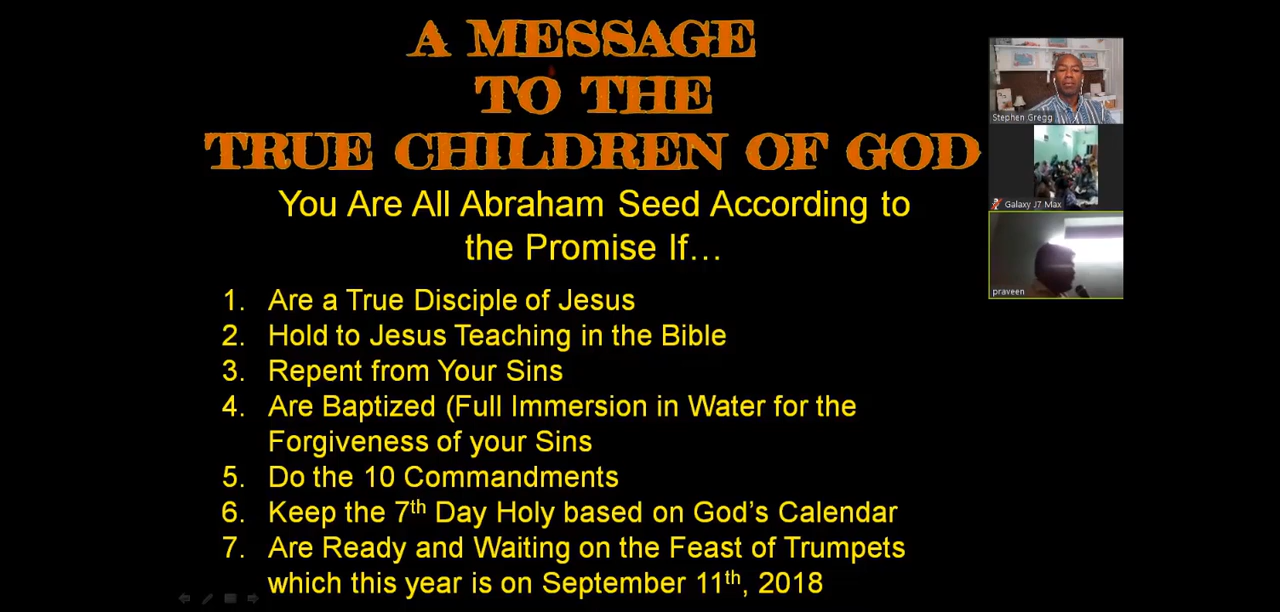 A MESSAGE
TO THE
TRUE CHILDREN OF GOD
You Are All Abraham Seed According to
the Promise If...
1. Are a True Disciple of Jesus
2. Hold to Jesus Teaching in the Bible
3. Repent from Your Sins
4. Are Baptized (Full Immersion in Water for the
Forgiveness of your Sins
5. Do the 10 Commandments
6. Keep the 7th Day Holy based on God's Calendar
7. Are Ready and Waiting on the Feast of Trumpets
which this year is on September 11th, 2018
Stephen Gregg
Galaxy J7 Max
praveen